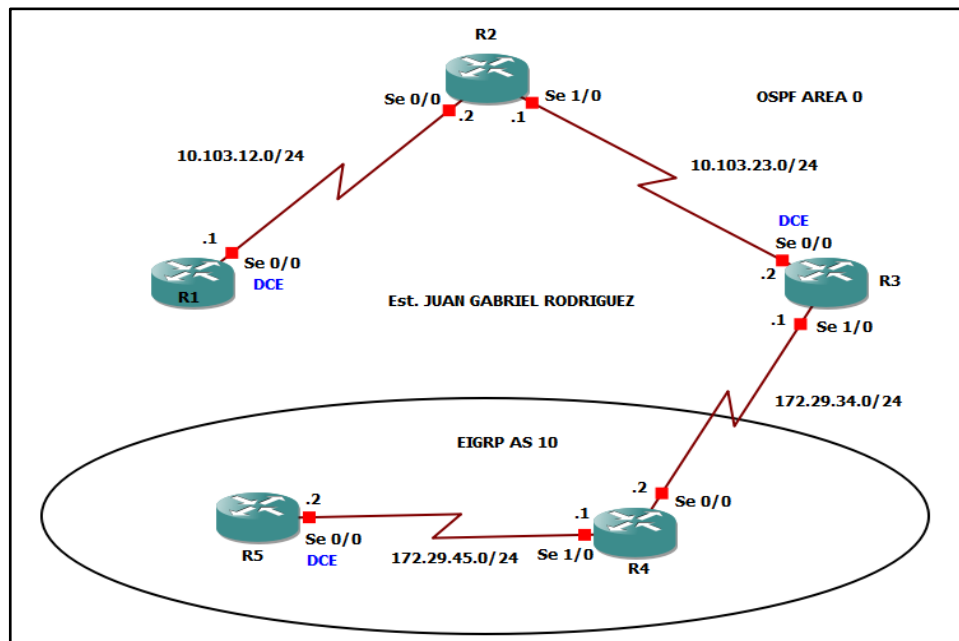 R2
Se 0/0
.2
Se 1/0
.1
OSPF AREA 0
10.103.12.0/24
10.103.23.0/24
.1
Se 0/0
DCE
R1
DCE
Se 0/0
.2
R3
Est. JUAN GABRIEL RODRIGUEZ
.1
Se 1/0
172.29.34.0/24
EIGRP AS 10
.2
Se 0/0
DCE
R5
172.29.45.0/24
.1
Se 1/0
.2
Se 0/0
R4